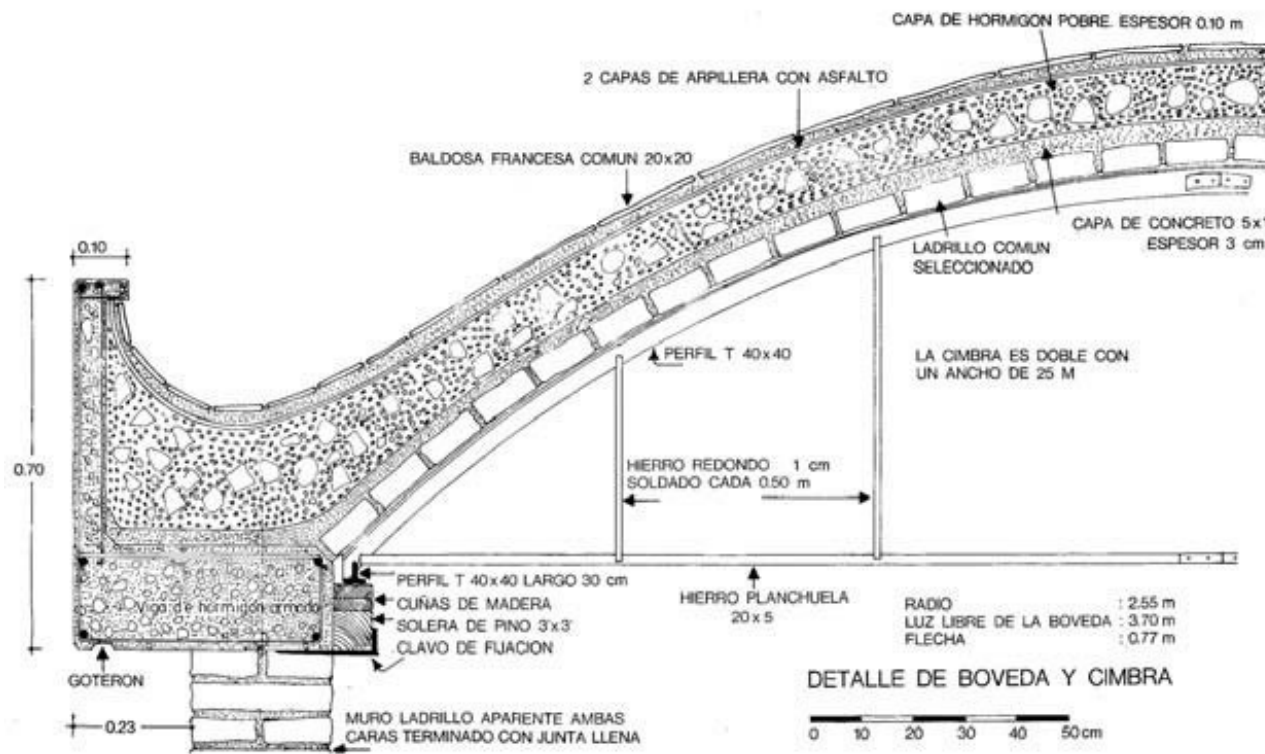 CAPA DE HORMIGON POBRE. ESPESOR 0.10 m
2 CAPAS DE ARPILLERA CON ASFALTO
BALDOSA FRANCESA COMUN 20x20
0.10
CAPA DE CONCRETO 5x1
ESPESOR 3 cm
LADRILLO COMUN
SELECCIONADO
PERFIL T 40x40
LA CIMBRA ES DOBLE CON
UN ANCHO DE 25 M
0.70
HIERRO REDONDO 1 cm
SOLDADO CADA 0.50 m
PERFIL T 40x40 LARGO 30 cm
CUÑAS DE MADERA
SOLERA DE PINO 3'x3'
CLAVO DE FIJACION
Viga de hormigon armado
HIERRO PLANCHUELA
20x5
RADIO : 2.55 m
LUZ LIBRE DE LA BOVEDA : 3.70 m
FLECHA : 0.77 m
GOTERON
DETALLE DE BOVEDA Y CIMBRA
0.23
MURO LADRILLO APARENTE AMBAS
CARAS TERMINADO CON JUNTA LLENA
0 10 20 30 40 50cm